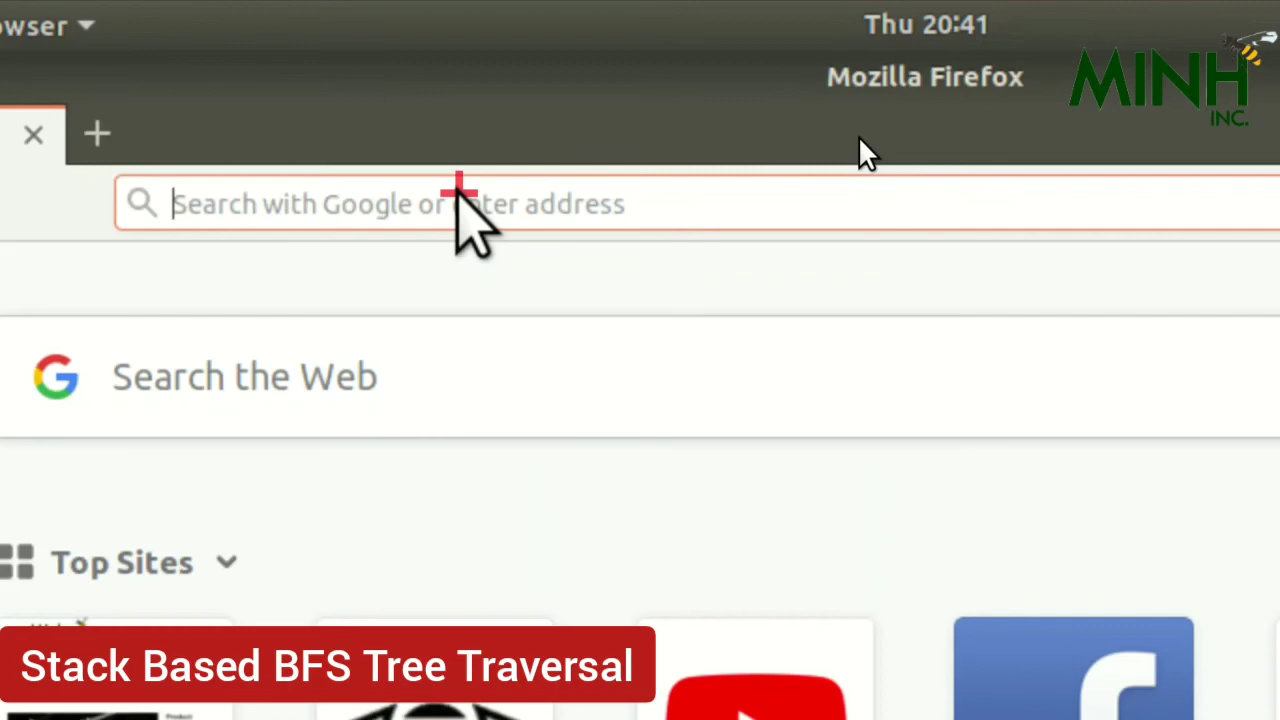 owser
Thu 20:41
Mozilla Firefox
MINH
INC.
Search with Google or enter address
Search the Web
Top Sites
Stack Based BFS Tree Traversal